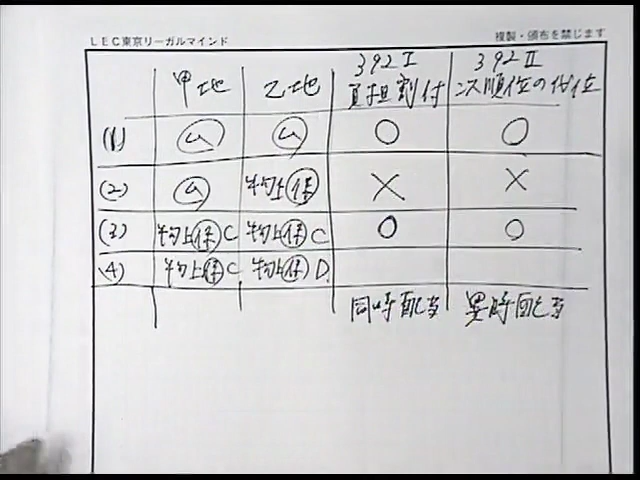 LEC東京リーガルマインド 複製・頒布を禁じます
甲地 乙地 392Ⅰ 負担割付 392Ⅱ 次順位の代位
(1) ○ ○
(2) 物上保 × ×
(3) 物上保C 物上保C ○ ○
(4) 物上保C 物上保D
同時配当 異時配当